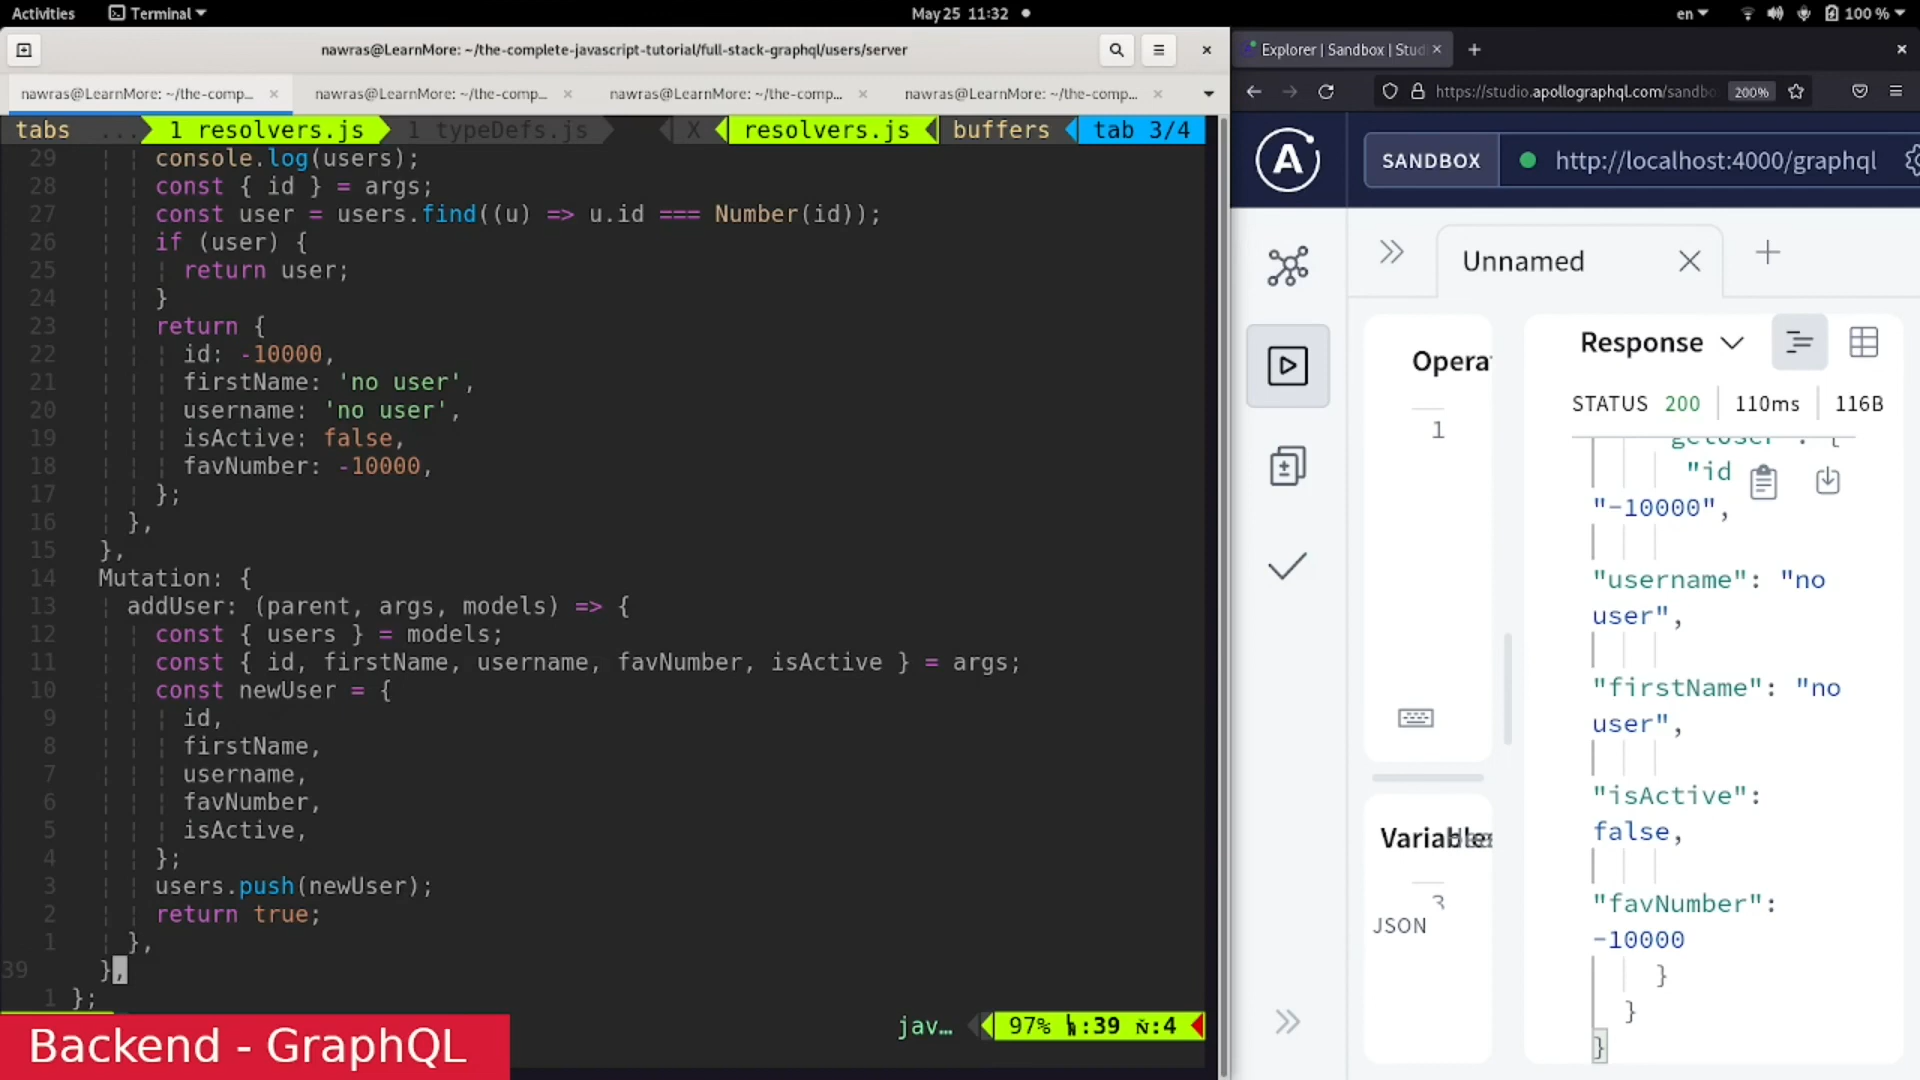 Activities
Terminal
May 25 11:32
en
100 %
nawras@LearnMore: ~/the-complete-javascript-tutorial/full-stack-graphql/users/server
nawras@LearnMore: ~/the-comp...
nawras@LearnMore: ~/the-comp...
nawras@LearnMore: ~/the-comp...
nawras@LearnMore: ~/the-comp...
tabs ... 1 resolvers.js 1 typeDefs.js X resolvers.js buffers tab 3/4
29 console.log(users);
28 const { id } = args;
27 const user = users.find((u) => u.id === Number(id));
26 if (user) {
25 return user;
24 }
23 return {
22 id: -10000,
21 firstName: 'no user',
20 username: 'no user',
19 isActive: false,
18 favNumber: -10000,
17 };
16 },
15 },
14 Mutation: {
13 addUser: (parent, args, models) => {
12 const { users } = models;
11 const { id, firstName, username, favNumber, isActive } = args;
10 const newUser = {
9 id,
8 firstName,
7 username,
6 favNumber,
5 isActive,
4 };
3 users.push(newUser);
2 return true;
1 },
39 },
1 };
jav… 97% :39 :4
Backend - GraphQL
Explorer | Sandbox | Stud
https://studio.apollographql.com/sandbo
200%
A
SANDBOX
http://localhost:4000/graphql
Unnamed
Operat
1
Variables
3
JSON
Response
STATUS 200 110ms 116B
"id
"-10000",
"username": "no
user",
"firstName": "no
user",
"isActive":
false,
"favNumber":
-10000
}
}
}